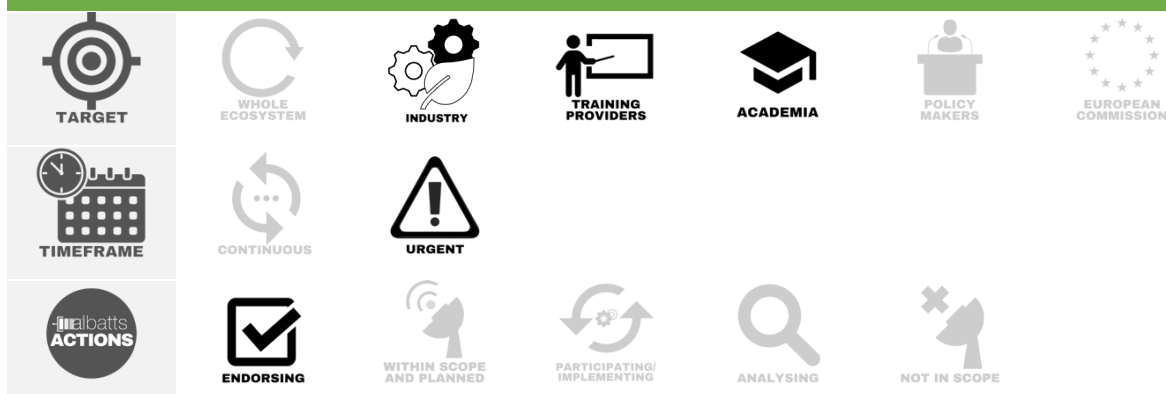 TARGET
WHOLE
ECOSYSTEM
INDUSTRY
TRAINING
PROVIDERS
ACADEMIA
POLICY
MAKERS
EUROPEAN
COMMISSION
TIMEFRAME
CONTINUOUS
URGENT
albatts
ACTIONS
ENDORSING
WITHIN SCOPE
AND PLANNED
PARTICIPATING/
IMPLEMENTING
ANALYSING
NOT IN SCOPE